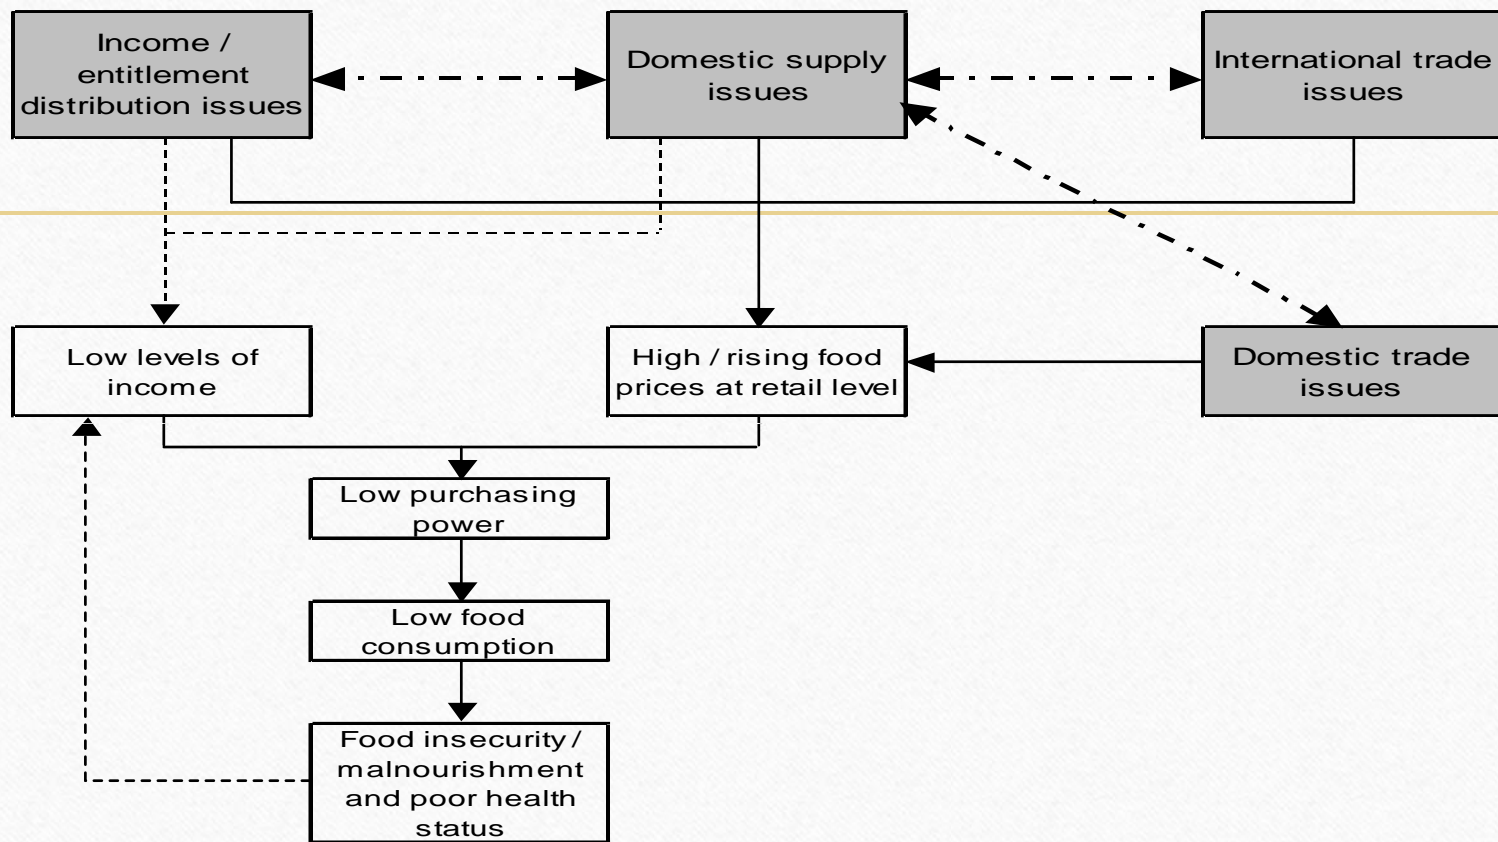 Income /
entitlement
distribution issues
Domestic supply
issues
International trade
issues
Low levels of
income
High / rising food
prices at retail level
Domestic trade
issues
Low purchasing
power
Low food
consumption
Food insecurity /
malnourishment
and poor health
status